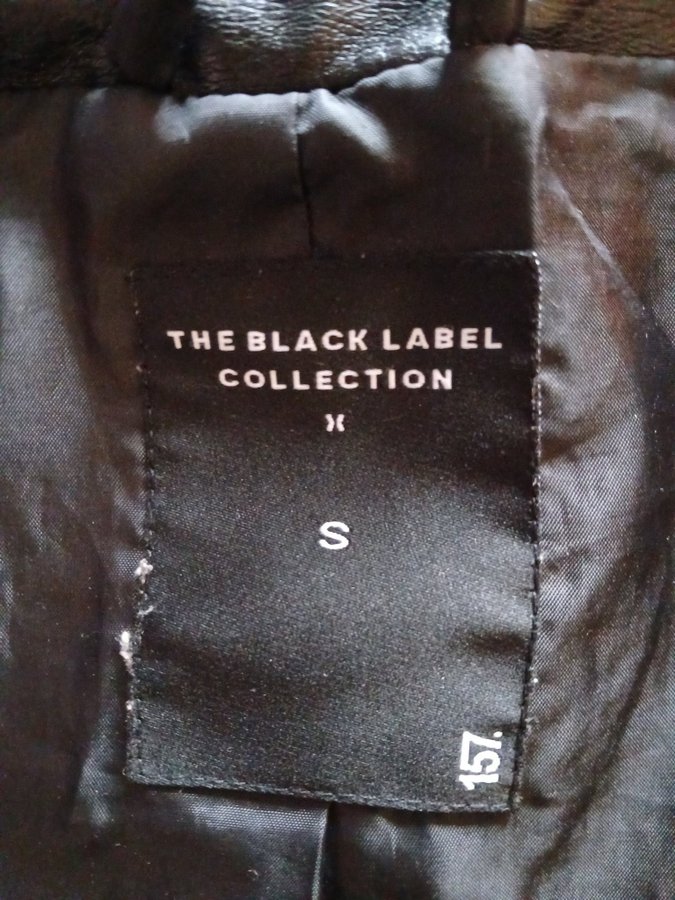 THE BLACK LABEL
COLLECTION
S
157.